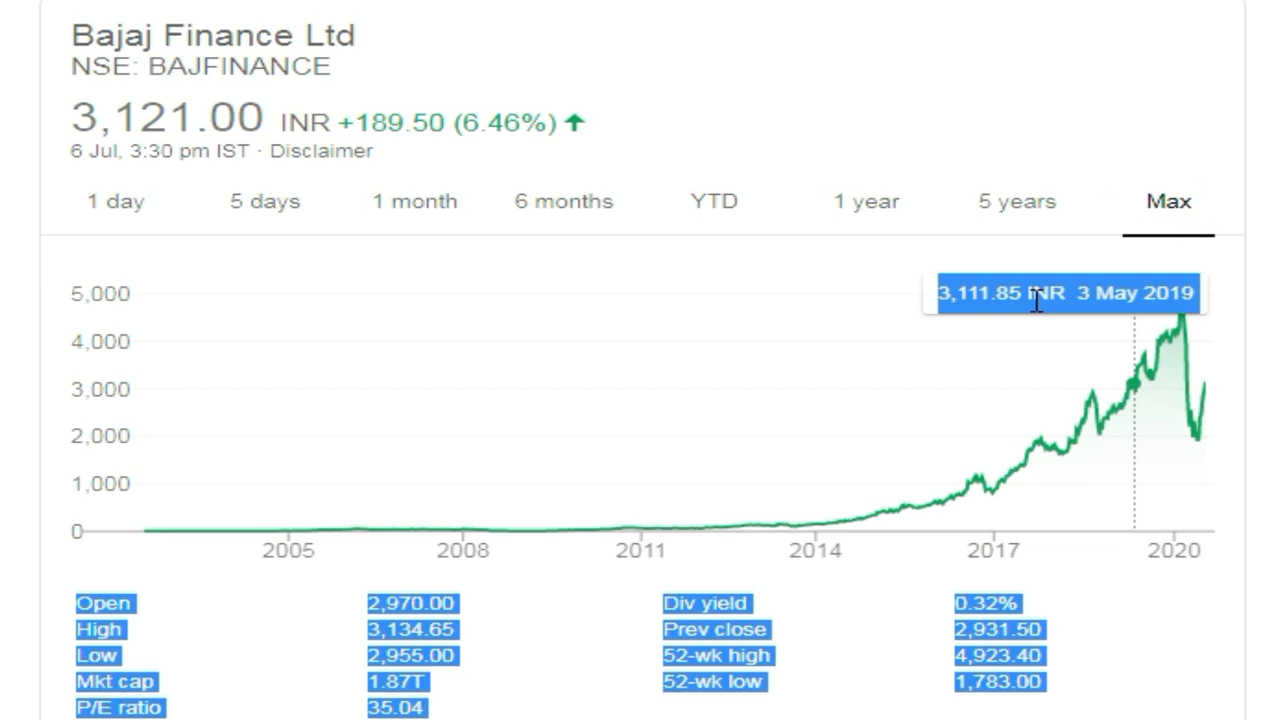 Bajaj Finance Ltd
NSE: BAJFINANCE
3,121.00 INR +189.50 (6.46%)
6 Jul, 3:30 pm IST · Disclaimer
1 day 5 days 1 month 6 months YTD 1 year 5 years Max
3,111.85 INR 3 May 2019
5,000
4,000
3,000
2,000
1,000
0
2005 2008 2011 2014 2017 2020
Open 2,970.00 Div yield 0.32%
High 3,134.65 Prev close 2,931.50
Low 2,955.00 52-wk high 4,923.40
Mkt cap 1.87T 52-wk low 1,783.00
P/E ratio 35.04